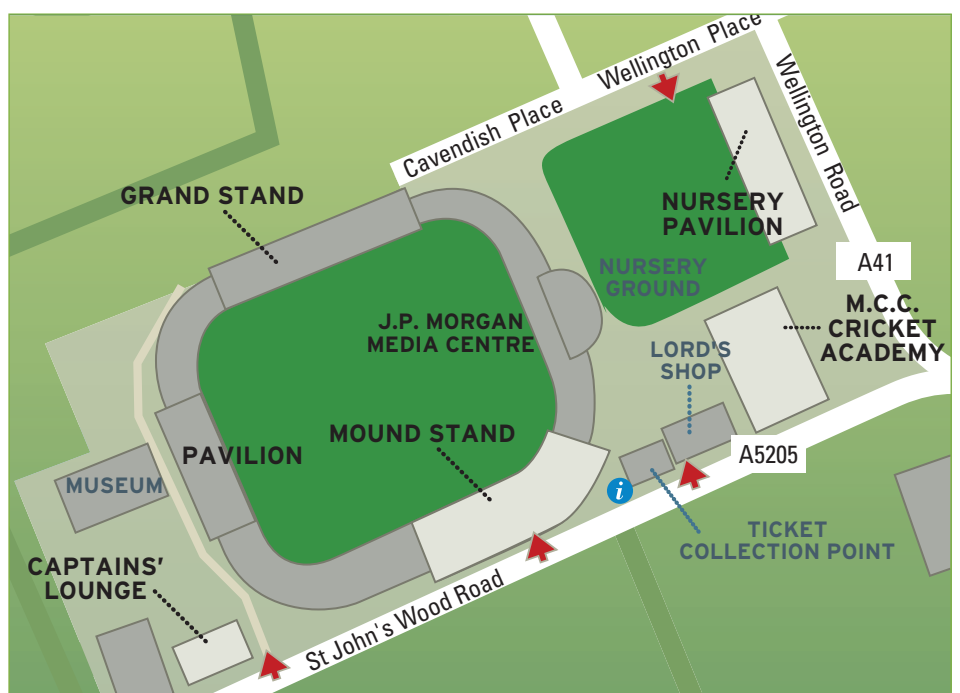 Wellington Place
Cavendish Place
Wellington Road
GRAND STAND
NURSERY
PAVILION
A41
NURSERY
GROUND
M.C.C.
CRICKET
ACADEMY
J.P. MORGAN
MEDIA CENTRE
LORD'S
SHOP
MOUND STAND
PAVILION
A5205
MUSEUM
i
TICKET
COLLECTION POINT
CAPTAINS’
LOUNGE
St John's Wood Road